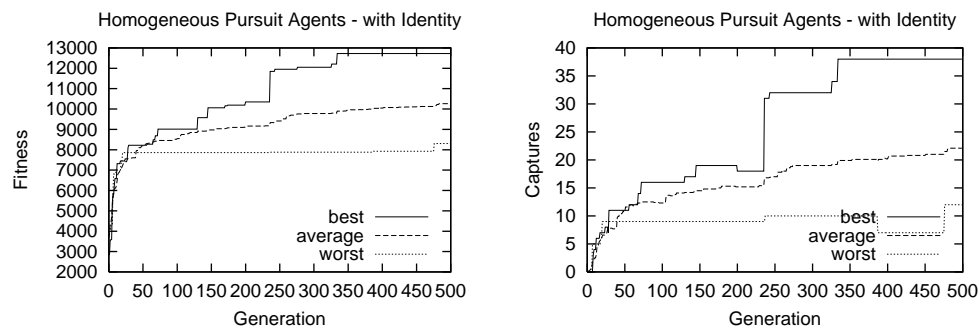 Homogeneous Pursuit Agents - with Identity
13000
12000
11000
10000
9000
8000
7000
6000
5000
4000
3000
2000
Fitness
best
average
worst
0 50 100 150 200 250 300 350 400 450 500
Generation
Homogeneous Pursuit Agents - with Identity
40
35
30
25
20
15
10
5
0
Captures
best
average
worst
0 50 100 150 200 250 300 350 400 450 500
Generation